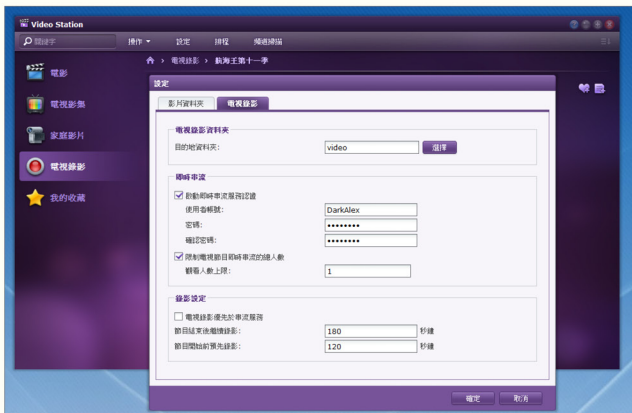 Video Station
關鍵字
操作 設定 排程 頻道掃描
電影
電視影集
家庭影片
電視錄影
我的收藏
電視錄影 › 航海王第十一季
設定
影片資料夾 電視錄影
電視錄影資料夾
目的地資料夾: video 選擇
即時串流
啟動即時串流服務認證
使用者帳號: DarkAlex
密碼: ••••••••
確認密碼: ••••••••
限制電視節目即時串流的總人數
觀看人數上限: 1
錄影設定
電視錄影優先於串流服務
節目結束後繼續錄影: 180 秒鐘
節目開始前預先錄影: 120 秒鐘
確定 取消